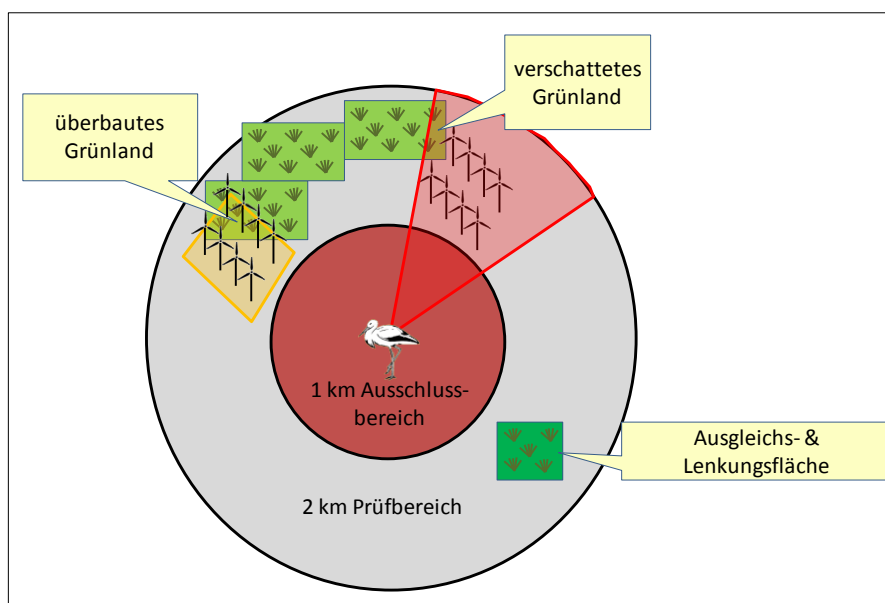 verschattetes
Grünland
überbautes
Grünland
1 km Ausschluss-
bereich
Ausgleichs- &
Lenkungsfläche
2 km Prüfbereich